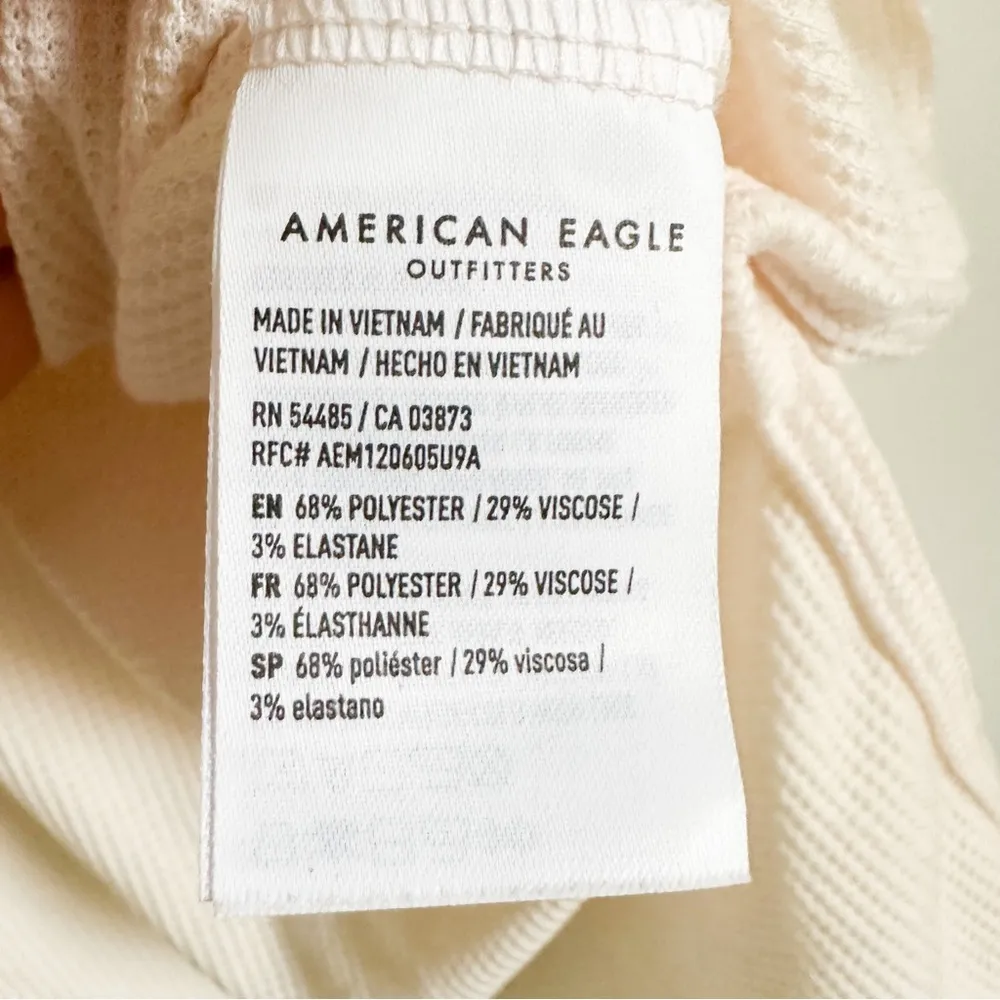 AMERICAN EAGLE
OUTFITTERS
MADE IN VIETNAM / FABRIQUÉ AU
VIETNAM / HECHO EN VIETNAM
RN 54485 / CA 03873
RFC# AEM120605U9A
EN 68% POLYESTER / 29% VISCOSE /
3% ELASTANE
FR 68% POLYESTER / 29% VISCOSE /
3% ÉLASTHANNE
SP 68% poliéster / 29% viscosa /
3% elastano